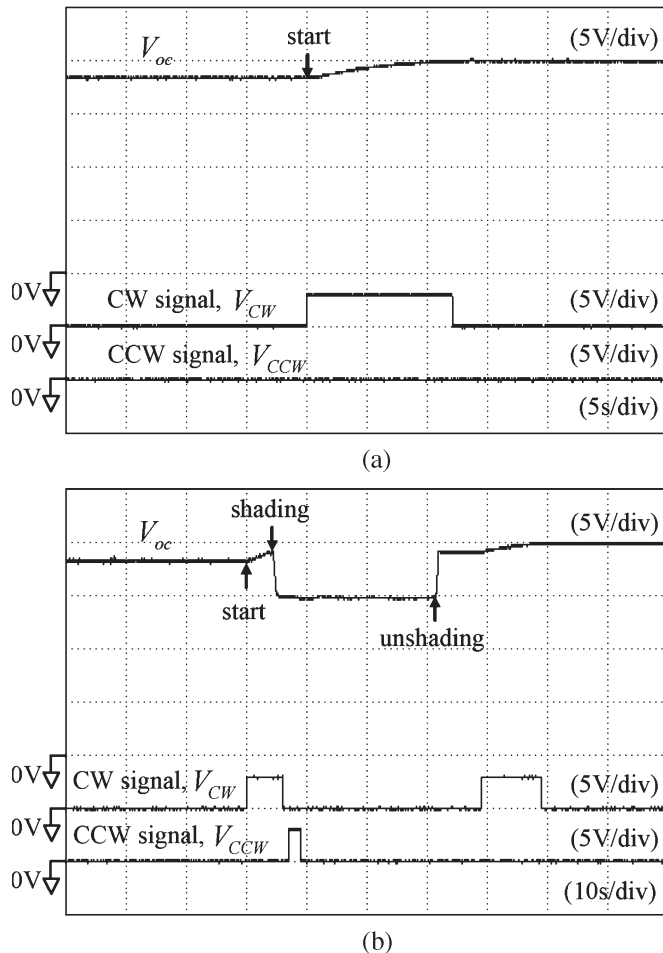 start
V_oc
(5V/div)
0V
CW signal, V_CW
(5V/div)
0V
CCW signal, V_CCW
(5V/div)
0V
(5s/div)
(a)
shading
V_oc
(5V/div)
start
unshading
0V
CW signal, V_CW
(5V/div)
0V
CCW signal, V_CCW
(5V/div)
0V
(10s/div)
(b)